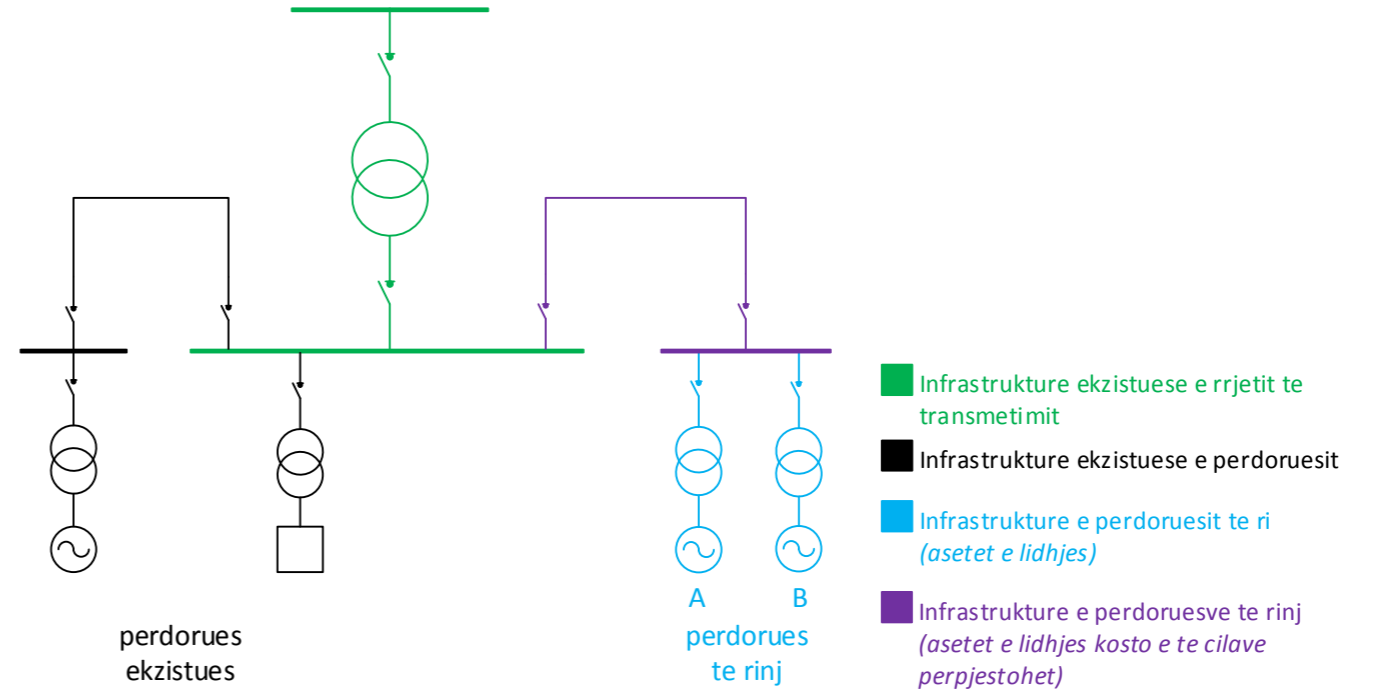 perdorues
ekzistues
A
B
perdorues
te rinj
Infrastrukture ekzistuese e rrjetit te
transmetimit
Infrastrukture ekzistuese e perdoruesit
Infrastrukture e perdoruesit te ri
(asetet e lidhjes)
Infrastrukture e perdoruesve te rinj
(asetet e lidhjes kosto e te cilave
perpjestohet)